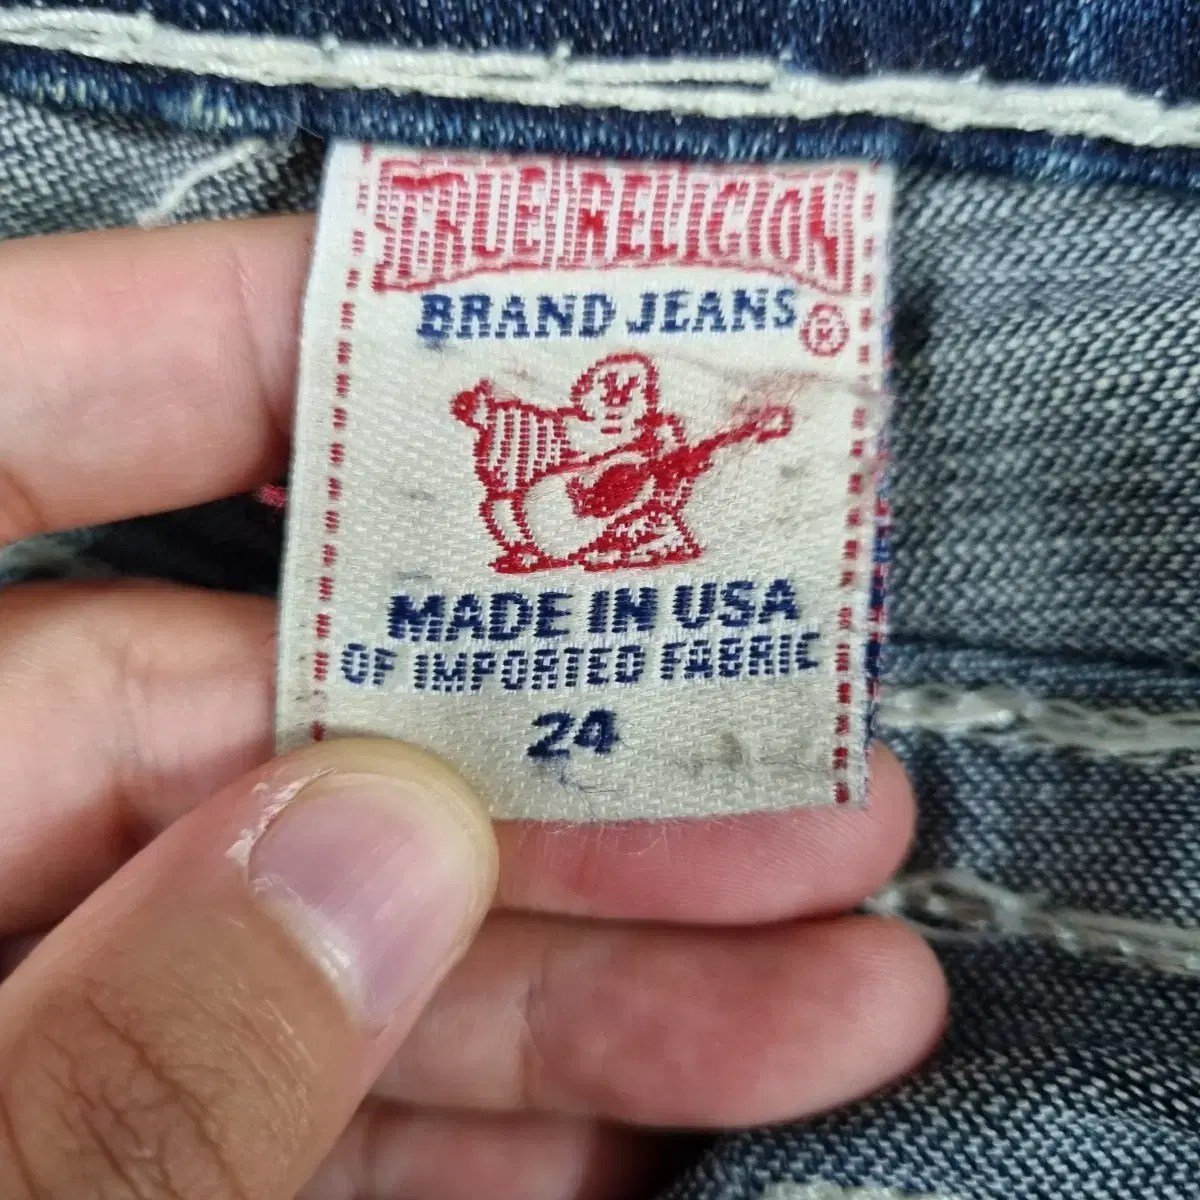 TRUE RELIGION
BRAND JEANS ®
MADE IN USA
OF IMPORTED FABRIC
24